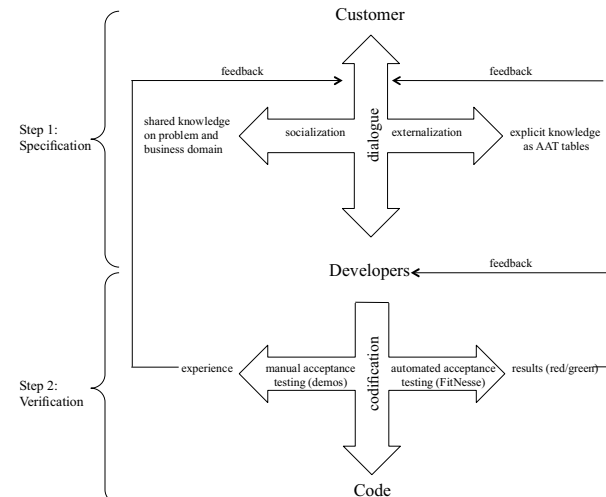 Customer
feedback
feedback
Step 1:
Specification
shared knowledge
on problem and
business domain
socialization
dialogue
externalization
explicit knowledge
as AAT tables
Developers
feedback
Step 2:
Verification
experience
manual acceptance
testing (demos)
codification
automated acceptance
testing (FitNesse)
results (red/green)
Code